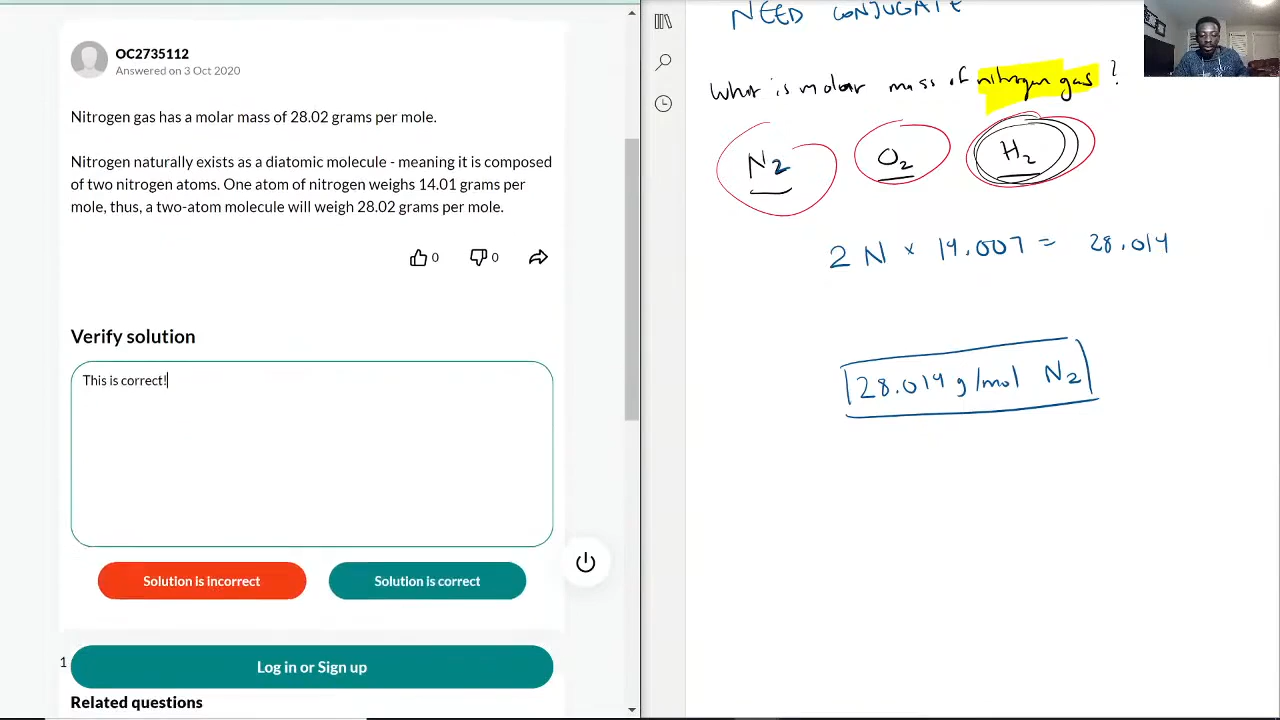 OC2735112
Answered on 3 Oct 2020
Nitrogen gas has a molar mass of 28.02 grams per mole.
Nitrogen naturally exists as a diatomic molecule - meaning it is composed
of two nitrogen atoms. One atom of nitrogen weighs 14.01 grams per
mole, thus, a two-atom molecule will weigh 28.02 grams per mole.
0
0
Verify solution
This is correct!
Solution is incorrect
Solution is correct
1
Log in or Sign up
Related questions
NEED CONJUGATE
What is molar mass of nitrogen gas ?
N2 O2 H2
2 N × 14.007 = 28.014
28.014 g/mol N2